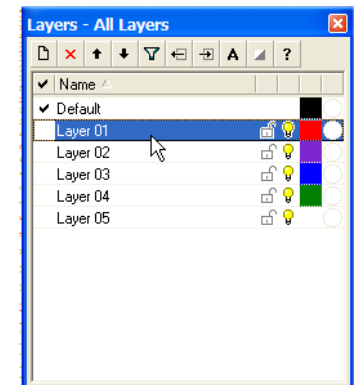 Layers - All Layers
A ?
Name
Default
Layer 01
Layer 02
Layer 03
Layer 04
Layer 05